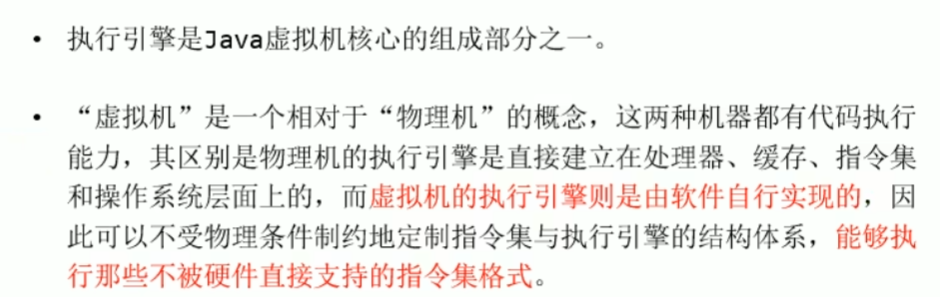 • 执行引擎是Java虚拟机核心的组成部分之一。
• “虚拟机”是一个相对于“物理机”的概念，这两种机器都有代码执行
能力，其区别是物理机的执行引擎是直接建立在处理器、缓存、指令集
和操作系统层面上的，而虚拟机的执行引擎则是由软件自行实现的，因
此可以不受物理条件制约地定制指令集与执行引擎的结构体系，能够执
行那些不被硬件直接支持的指令集格式。